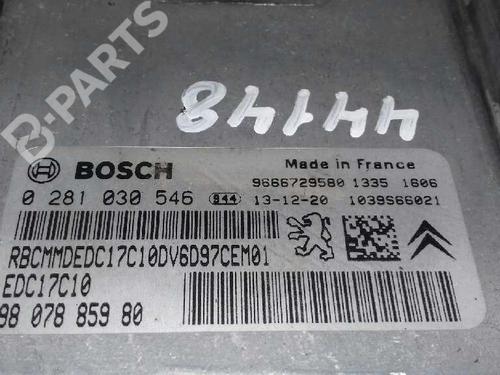 B-PARTS
44148
BOSCH
Made in France
0 281 030 546 944
9666729580 1335 1606
13-12-20 1039S66021
RBCMMDEDC17C10DV6D97CEM01
EDC17C10
98 078 859 80